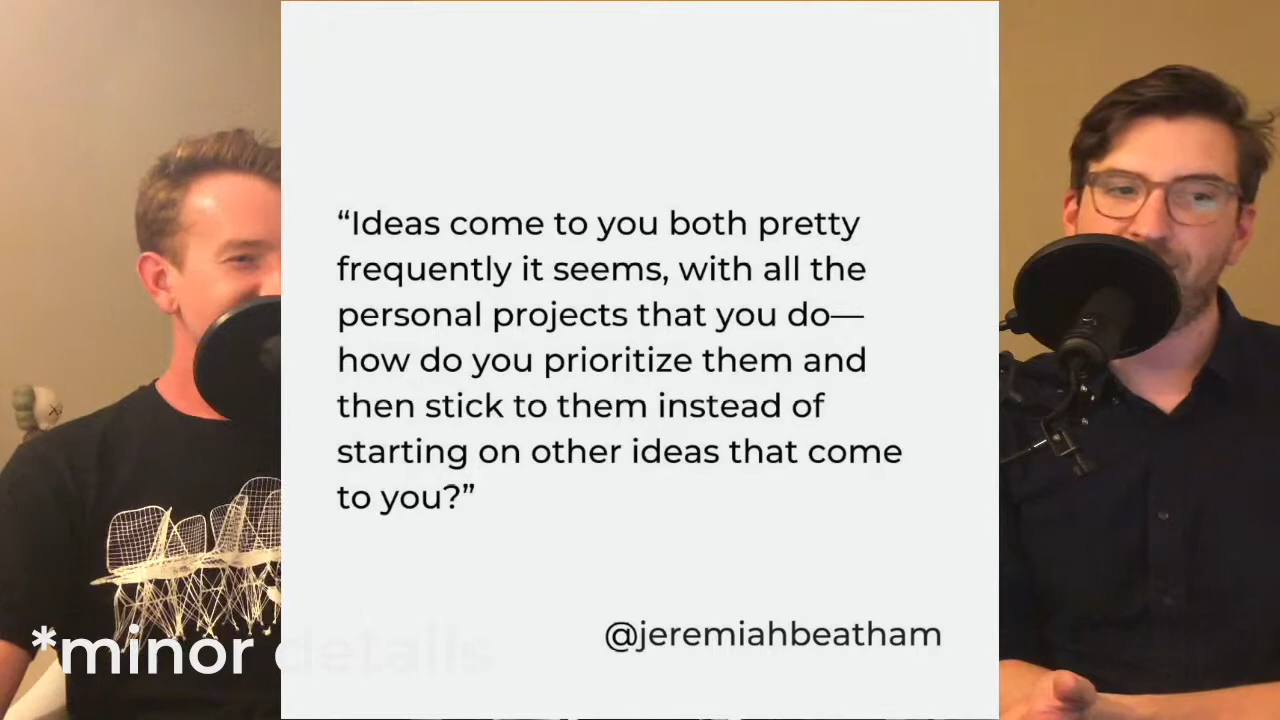 “Ideas come to you both pretty
frequently it seems, with all the
personal projects that you do—
how do you prioritize them and
then stick to them instead of
starting on other ideas that come
to you?”
@jeremiahbeatham
*minor details